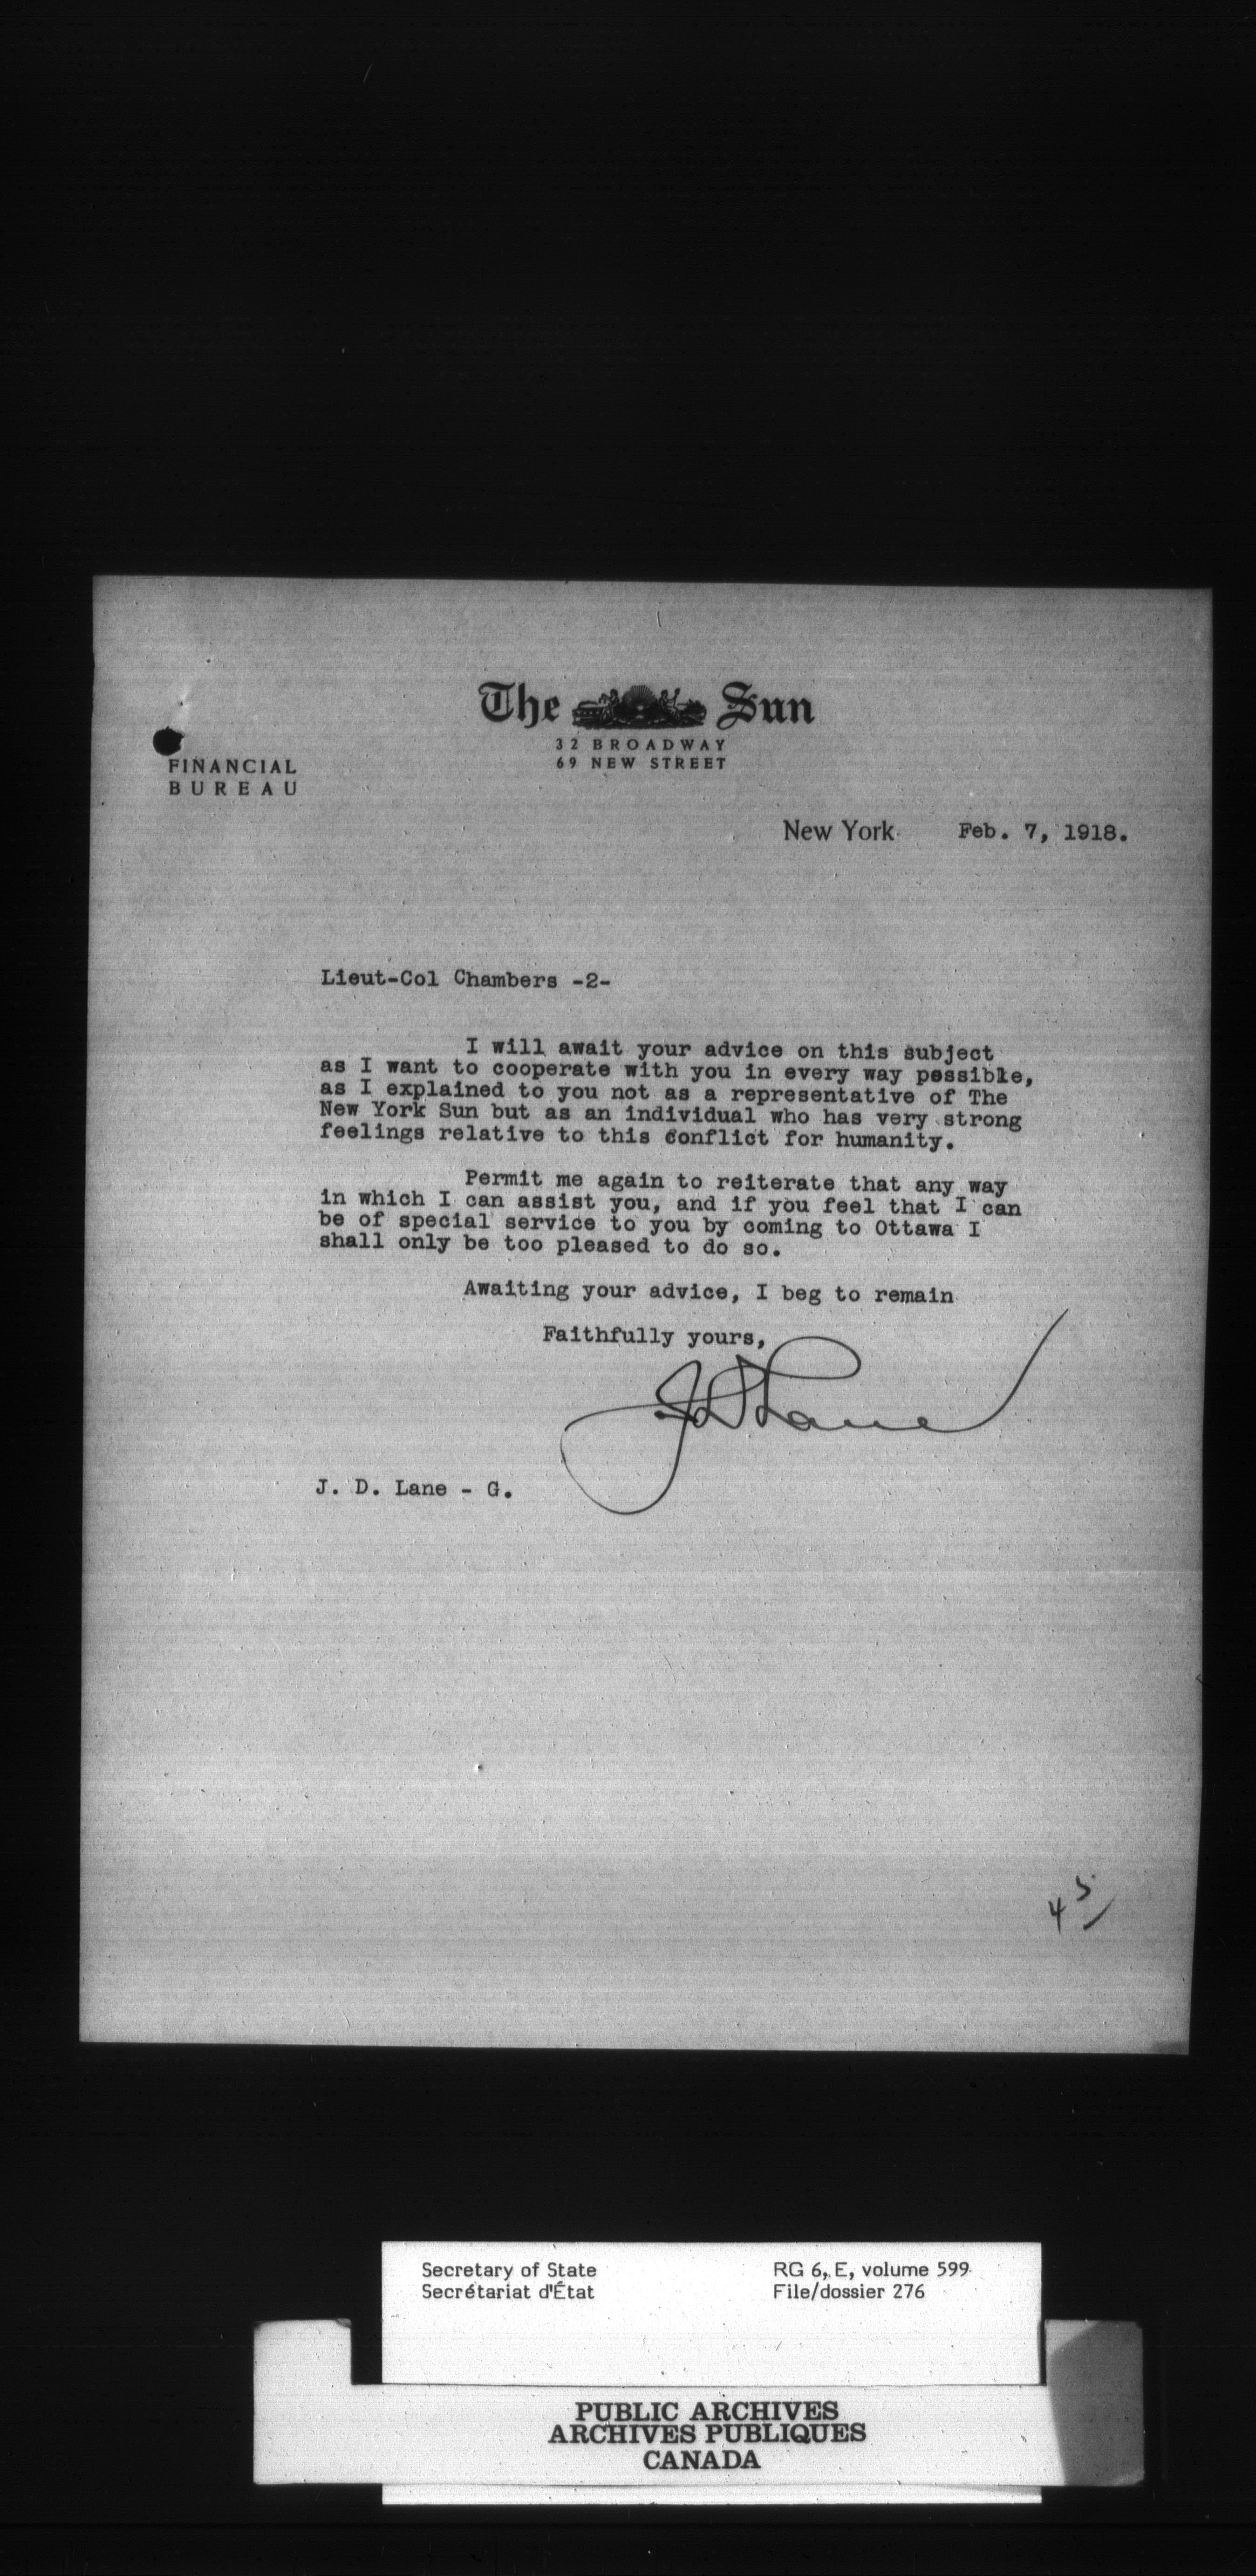 The Sun
32 BROADWAY
69 NEW STREET
FINANCIAL
BUREAU
New York Feb. 7, 1918.
Lieut-Col Chambers -2-
I will await your advice on this subject
as I want to cooperate with you in every way possible,
as I explained to you not as a representative of The
New York Sun but as an individual who has very strong
feelings relative to this conflict for humanity.
Permit me again to reiterate that any way
in which I can assist you, and if you feel that I can
be of special service to you by coming to Ottawa I
shall only be too pleased to do so.
Awaiting your advice, I beg to remain
Faithfully yours,
J D Lane
J. D. Lane - G.
45
Secretary of State
Secrétariat d'État
RG 6, E, volume 599
File/dossier 276
PUBLIC ARCHIVES
ARCHIVES PUBLIQUES
CANADA